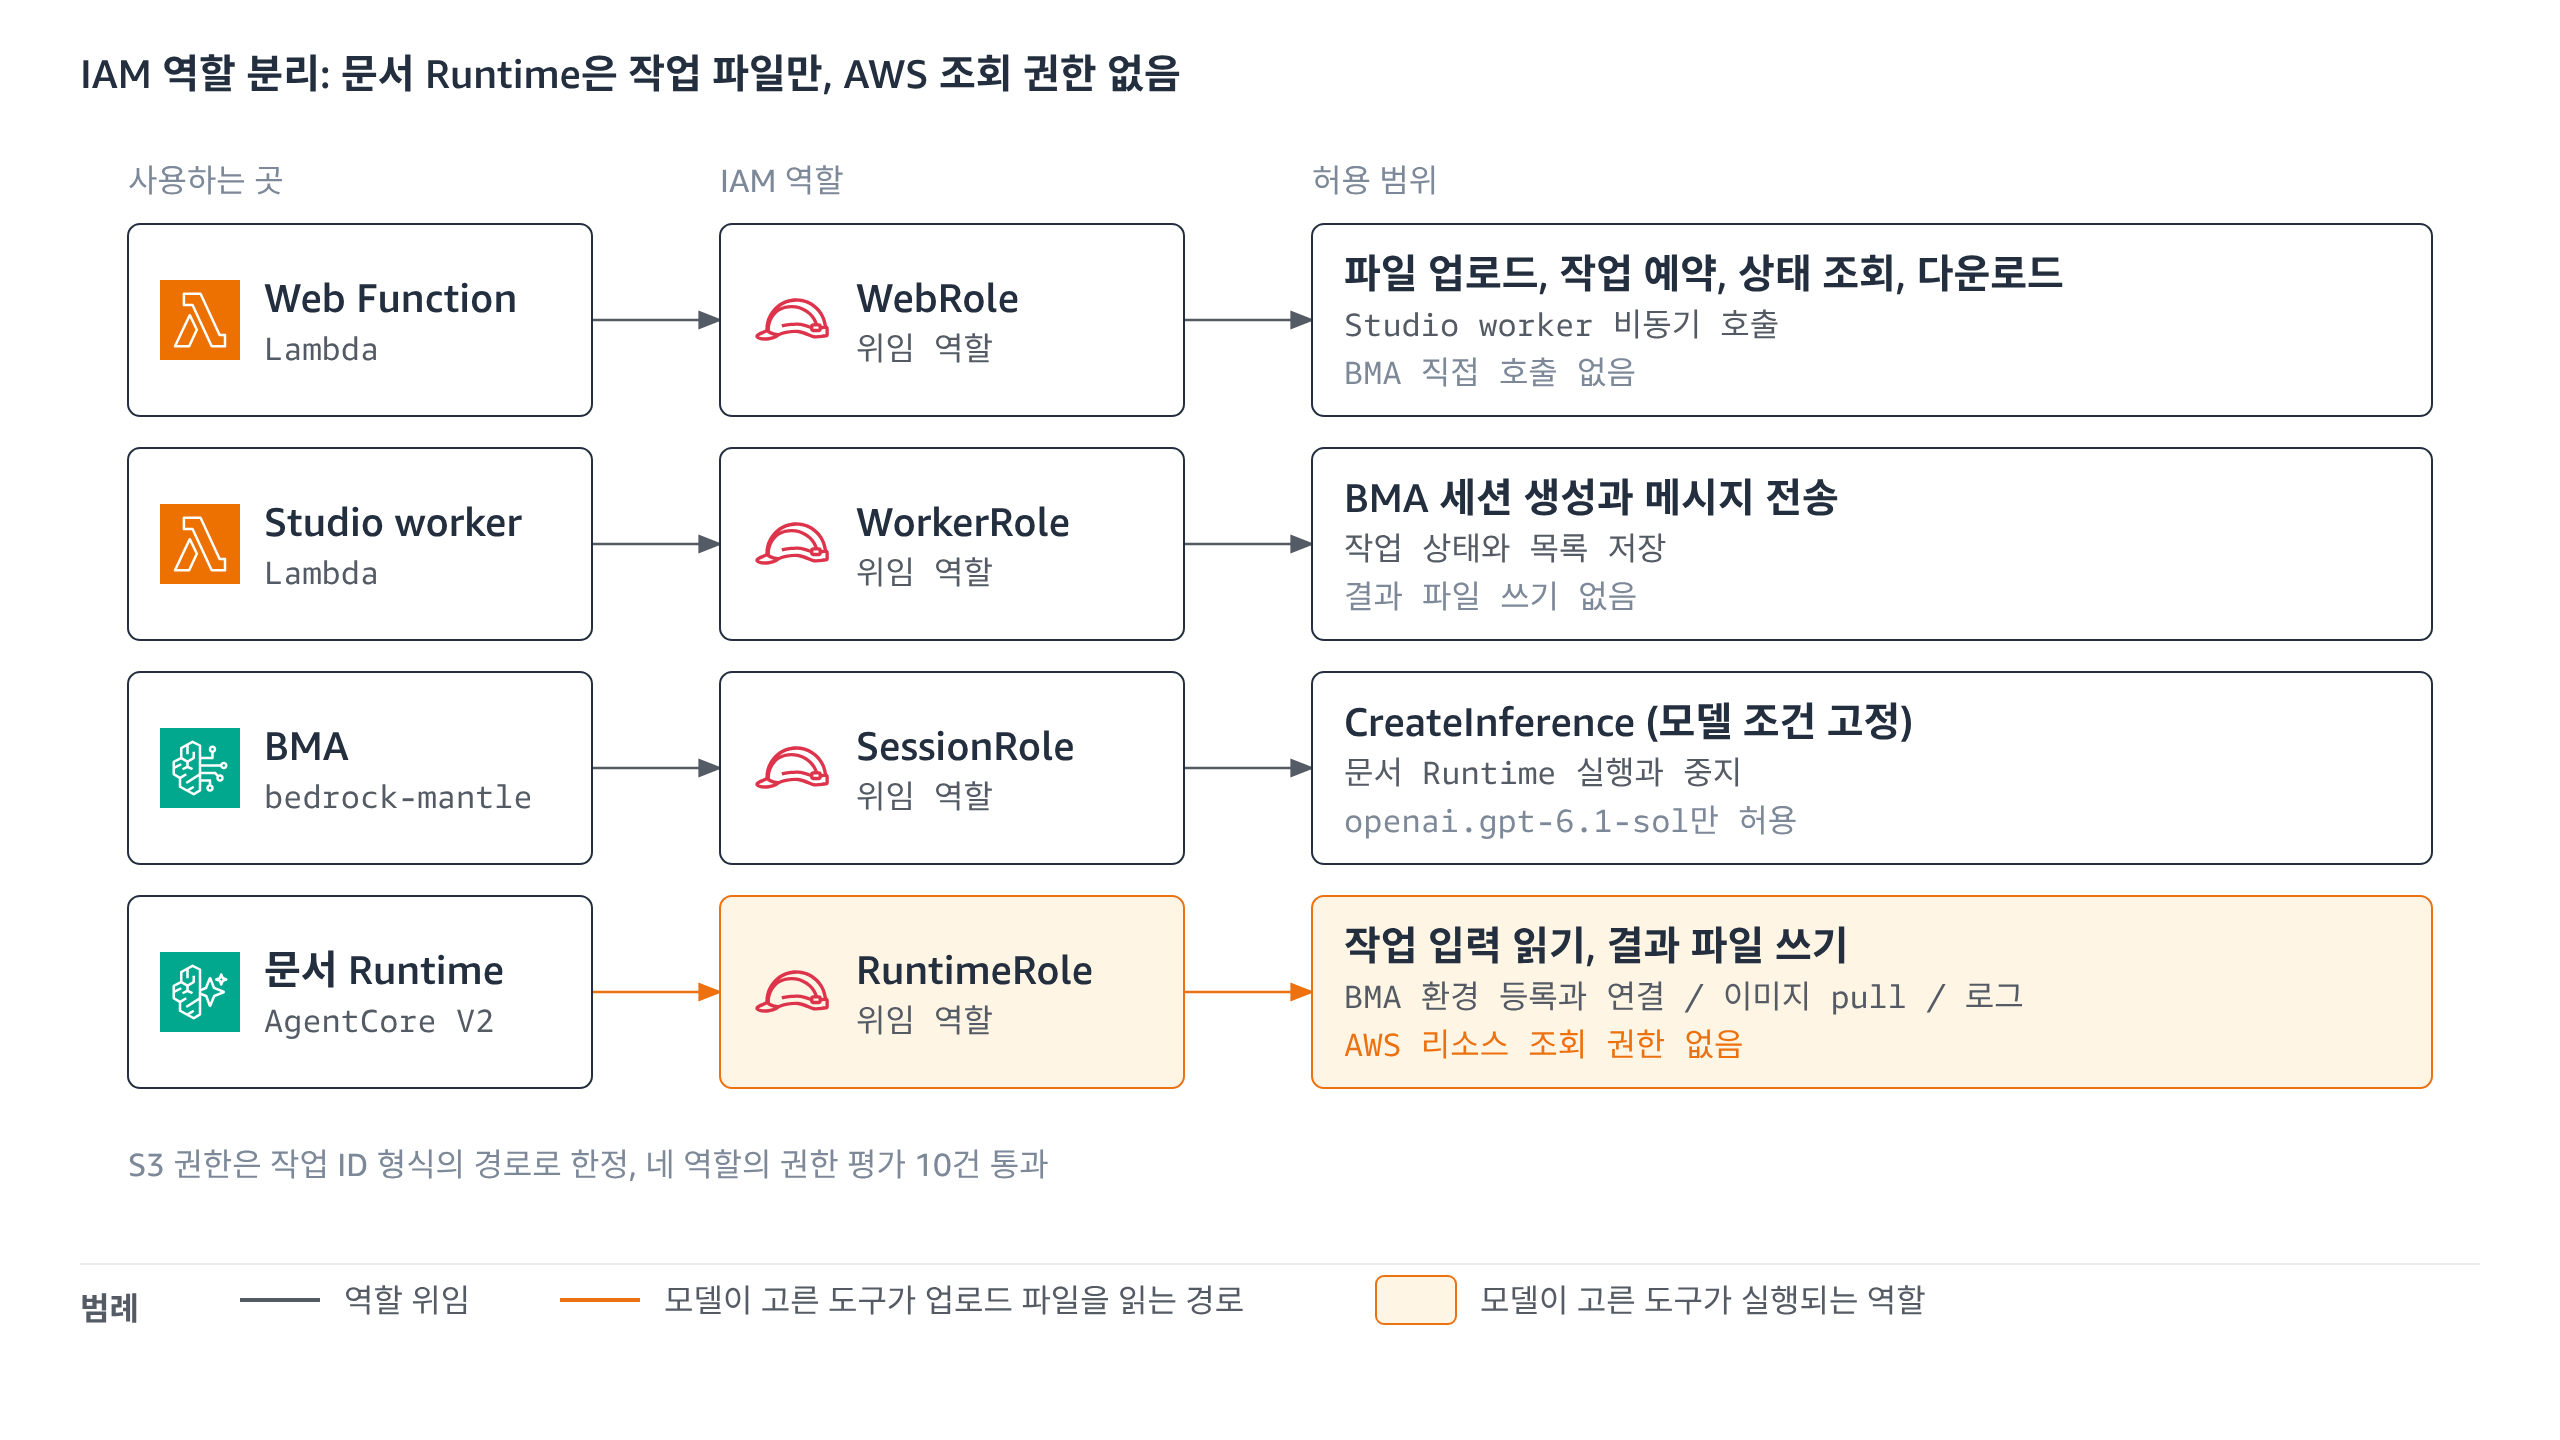 IAM 역할 분리: 문서 Runtime은 작업 파일만, AWS 조회 권한 없음
사용하는 곳
IAM 역할
허용 범위
Web Function
Lambda
WebRole
위임 역할
파일 업로드, 작업 예약, 상태 조회, 다운로드
Studio worker 비동기 호출
BMA 직접 호출 없음
Studio worker
Lambda
WorkerRole
위임 역할
BMA 세션 생성과 메시지 전송
작업 상태와 목록 저장
결과 파일 쓰기 없음
BMA
bedrock-mantle
SessionRole
위임 역할
CreateInference (모델 조건 고정)
문서 Runtime 실행과 중지
openai.gpt-6.1-sol만 허용
문서 Runtime
AgentCore V2
RuntimeRole
위임 역할
작업 입력 읽기, 결과 파일 쓰기
BMA 환경 등록과 연결 / 이미지 pull / 로그
AWS 리소스 조회 권한 없음
S3 권한은 작업 ID 형식의 경로로 한정, 네 역할의 권한 평가 10건 통과
범례
역할 위임
모델이 고른 도구가 업로드 파일을 읽는 경로
모델이 고른 도구가 실행되는 역할